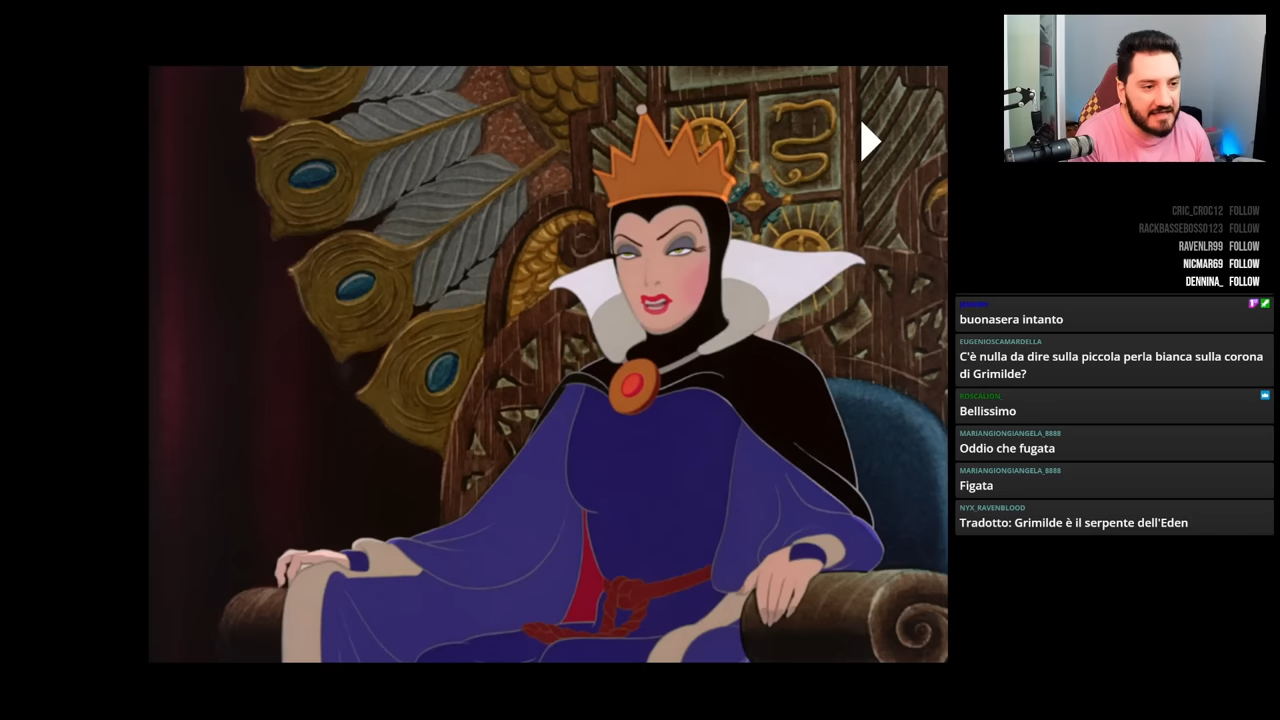 CRIC_CROC12 FOLLOW
RACKBASSEBOSSO123 FOLLOW
RAVENLR99 FOLLOW
NICMAR69 FOLLOW
DENNINA_ FOLLOW
buonasera intanto
EUGENIOSCAMARDELLA
C'è nulla da dire sulla piccola perla bianca sulla corona
di Grimilde?
ROSCALION_
Bellissimo
MARIANGIONGIANGELA_8888
Oddio che fugata
MARIANGIONGIANGELA_8888
Figata
NYX_RAVENBLOOD
Tradotto: Grimilde è il serpente dell'Eden